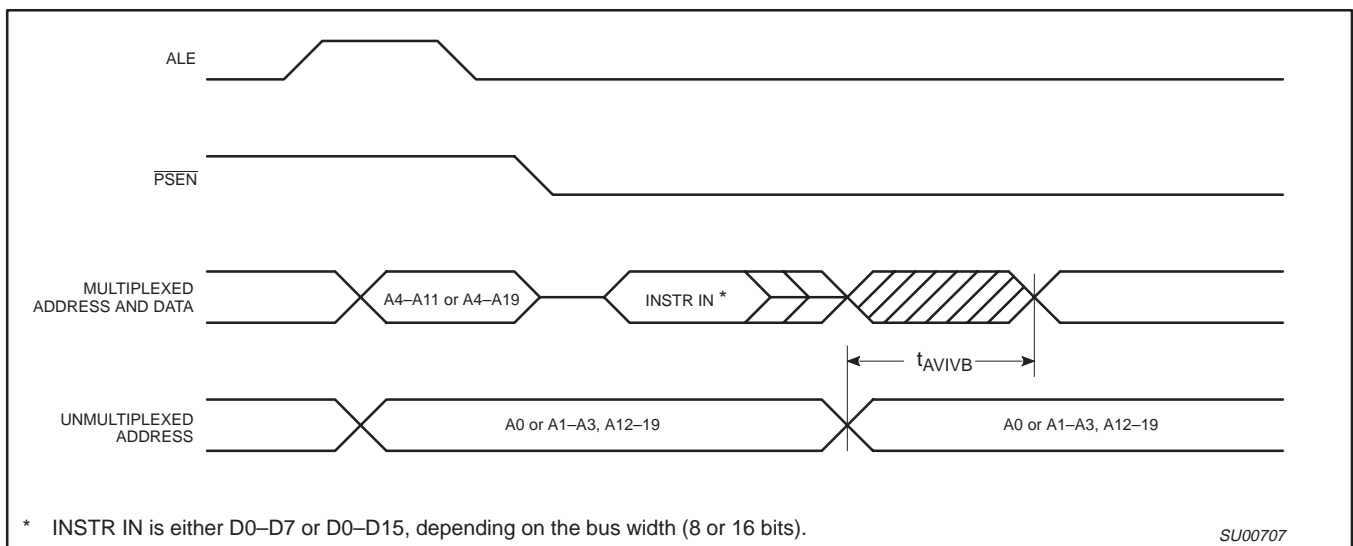 ALE
PSEN
MULTIPLEXED
ADDRESS AND DATA
A4–A11 or A4–A19
INSTR IN *
tAVIVB
UNMULTIPLEXED
ADDRESS
A0 or A1–A3, A12–19
A0 or A1–A3, A12–19
* INSTR IN is either D0–D7 or D0–D15, depending on the bus width (8 or 16 bits).
SU00707